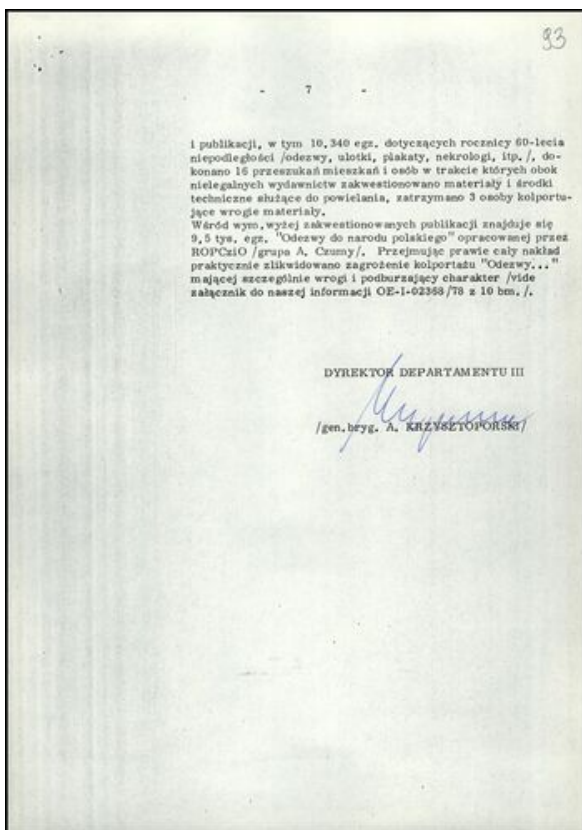 93
- 7 -
i publikacji, w tym 10.340 egz. dotyczących rocznicy 60-lecia
niepodległości /odezwy, ulotki, plakaty, nekrologi, itp./, do-
konano 16 przeszukań mieszkań i osób w trakcie których obok
nielegalnych wydawnictw zakwestionowano materiały i środki
techniczne służące do powielania, zatrzymano 3 osoby kolportu-
jące wrogie materiały.
Wśród wym. wyżej zakwestionowanych publikacji znajduje się
9,5 tys. egz. "Odezwy do narodu polskiego" opracowanej przez
ROPCziO /grupa A. Czumy/. Przejmując prawie cały nakład
praktycznie zlikwidowano zagrożenie kolportażu "Odezwy..."
mającej szczególnie wrogi i podburzający charakter /vide
załącznik do naszej informacji OE-I-02368/78 z 10 bm./.
DYREKTOR DEPARTAMENTU III
/gen. bryg. A. KRZYSZTOPORSKI/